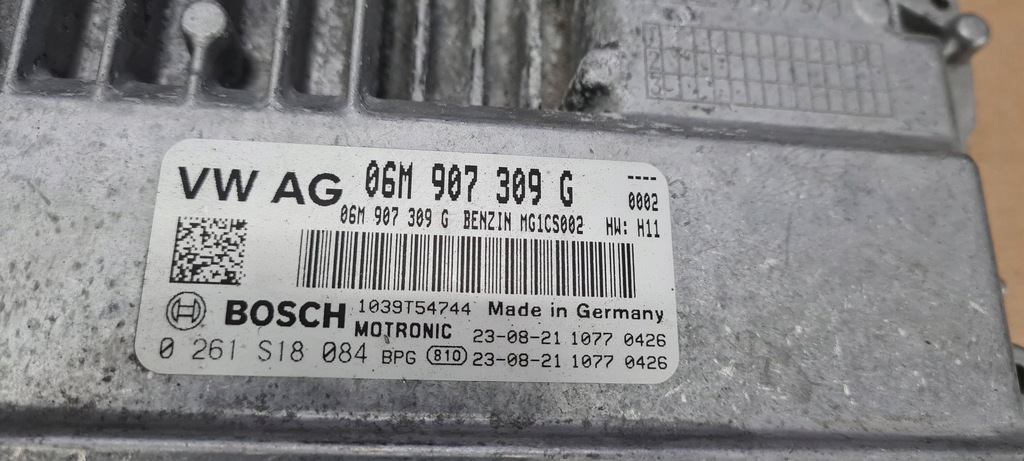 VW AG 06M 907 309 G ----
0002
06M 907 309 G BENZIN MG1CS002 HW: H11
BOSCH 1039T54744 Made in Germany
MOTRONIC 23-08-21 1077 0426
0 261 S18 084 BPG 810 23-08-21 1077 0426